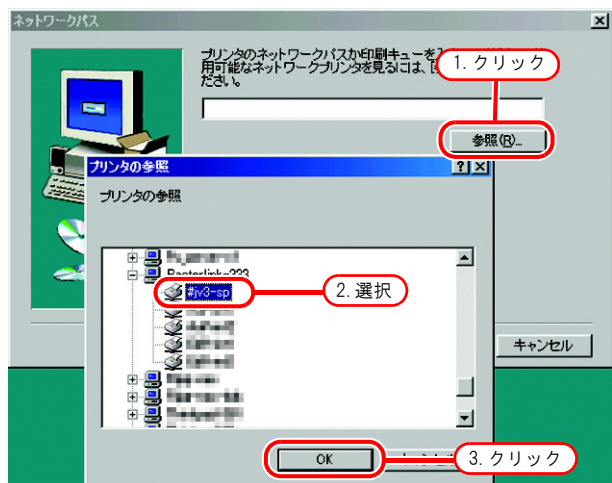 ネットワークパス
プリンタのネットワークパスか印刷キューを
用可能なネットワークプリンタを見るには、
ださい。
1. クリック
参照(R)...
プリンタの参照
プリンタの参照
#jv3-sp
2. 選択
キャンセル
OK
3. クリック